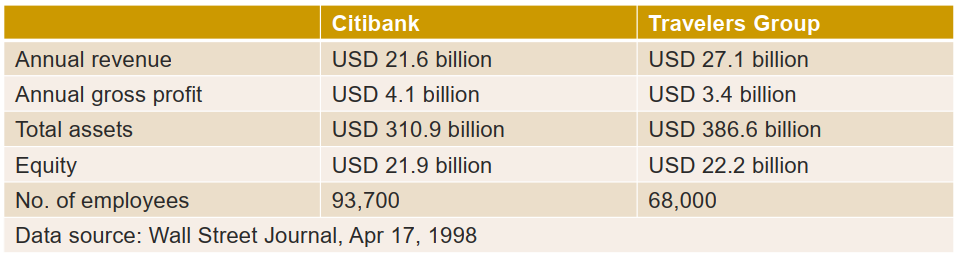 Citibank Travelers Group
Annual revenue USD 21.6 billion USD 27.1 billion
Annual gross profit USD 4.1 billion USD 3.4 billion
Total assets USD 310.9 billion USD 386.6 billion
Equity USD 21.9 billion USD 22.2 billion
No. of employees 93,700 68,000
Data source: Wall Street Journal, Apr 17, 1998